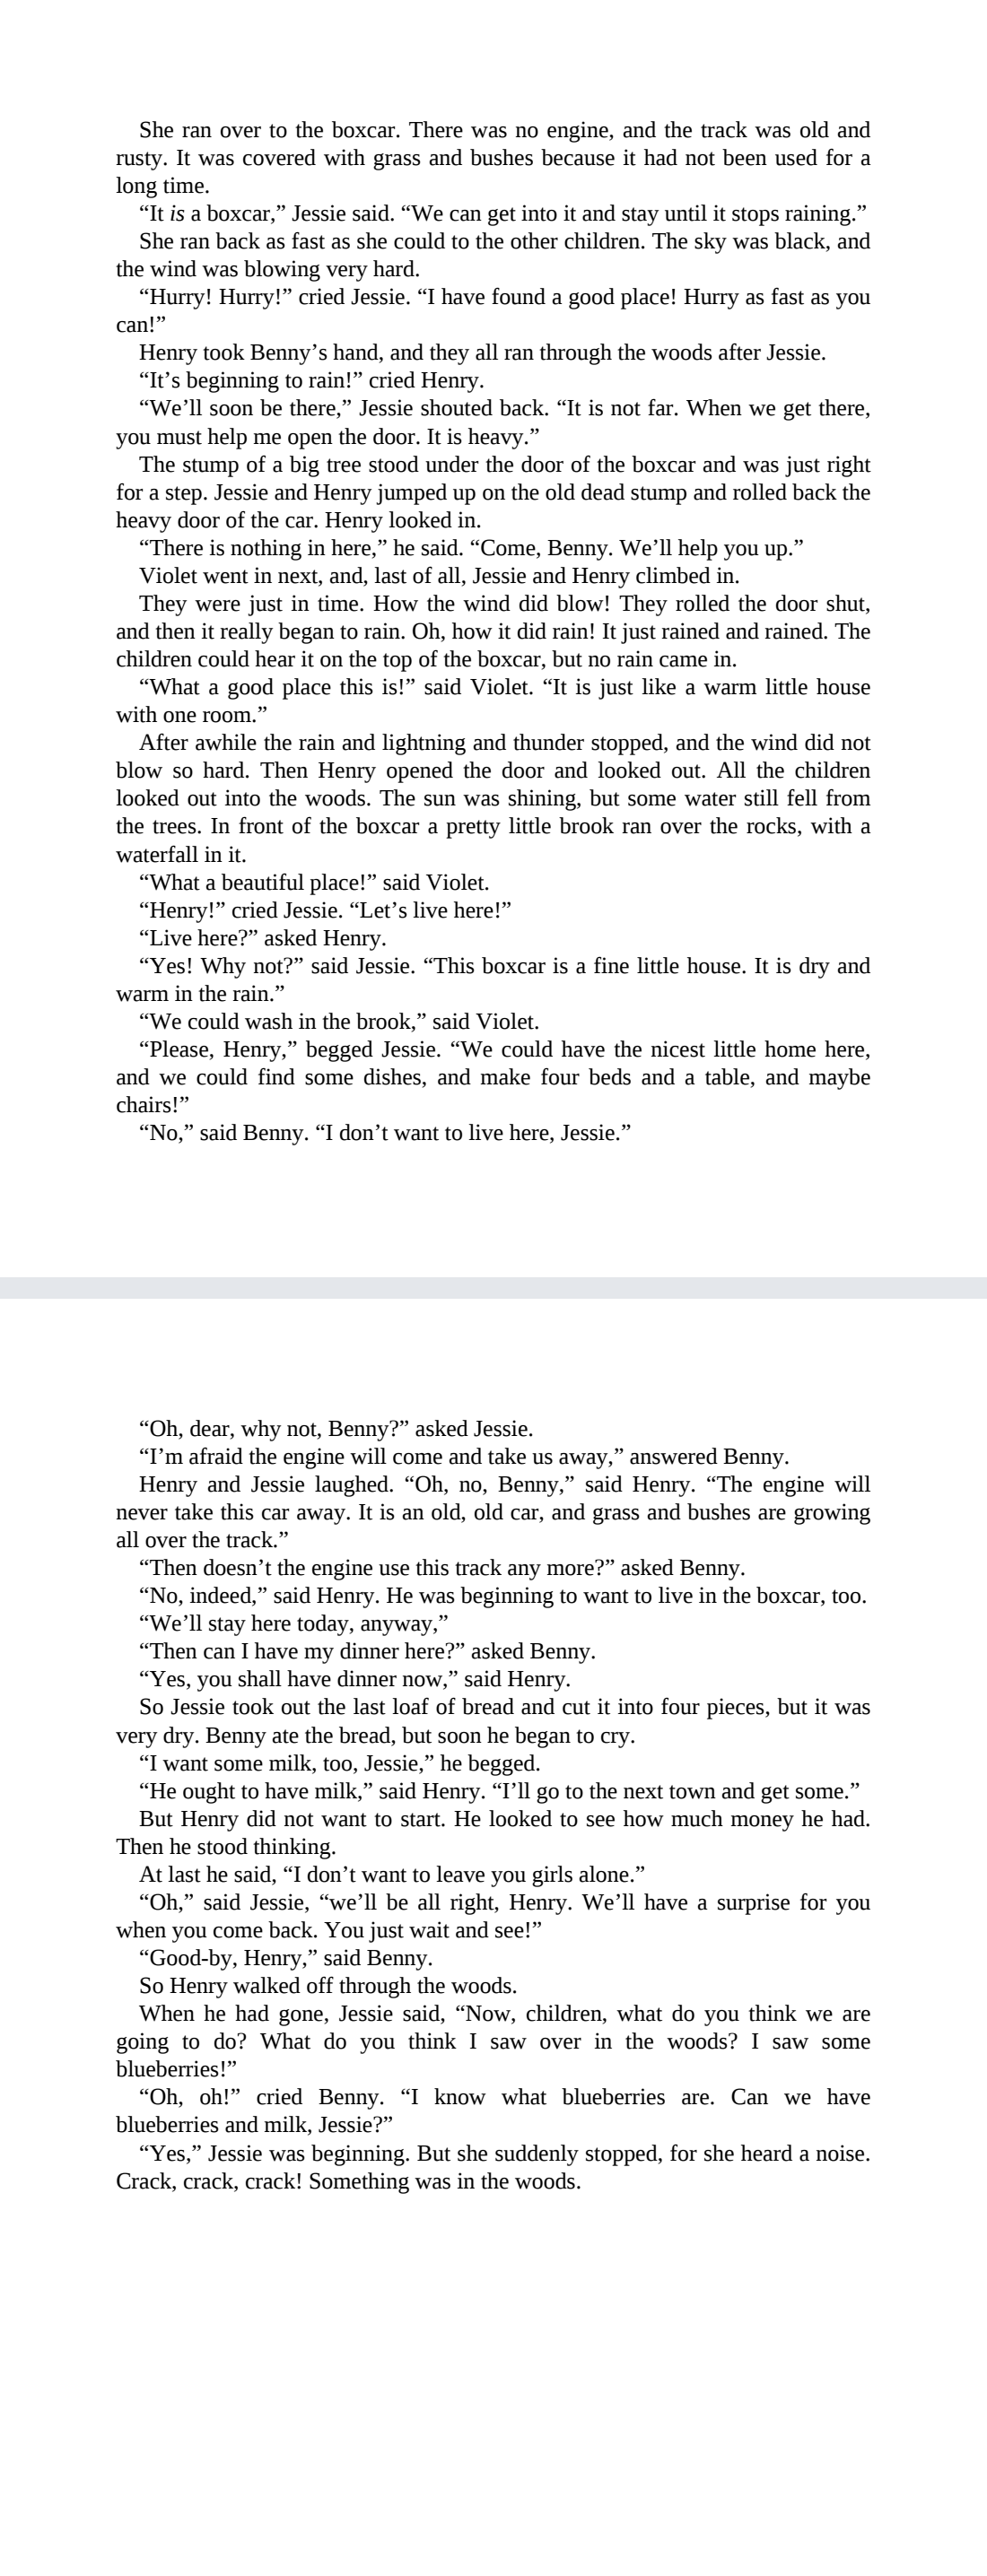 She ran over to the boxcar. There was no engine, and the track was old and
rusty. It was covered with grass and bushes because it had not been used for a
long time.
“It is a boxcar,” Jessie said. “We can get into it and stay until it stops raining.”
She ran back as fast as she could to the other children. The sky was black, and
the wind was blowing very hard.
“Hurry! Hurry!” cried Jessie. “I have found a good place! Hurry as fast as you
can!”
Henry took Benny’s hand, and they all ran through the woods after Jessie.
“It’s beginning to rain!” cried Henry.
“We’ll soon be there,” Jessie shouted back. “It is not far. When we get there,
you must help me open the door. It is heavy.”
The stump of a big tree stood under the door of the boxcar and was just right
for a step. Jessie and Henry jumped up on the old dead stump and rolled back the
heavy door of the car. Henry looked in.
“There is nothing in here,” he said. “Come, Benny. We’ll help you up.”
Violet went in next, and, last of all, Jessie and Henry climbed in.
They were just in time. How the wind did blow! They rolled the door shut,
and then it really began to rain. Oh, how it did rain! It just rained and rained. The
children could hear it on the top of the boxcar, but no rain came in.
“What a good place this is!” said Violet. “It is just like a warm little house
with one room.”
After awhile the rain and lightning and thunder stopped, and the wind did not
blow so hard. Then Henry opened the door and looked out. All the children
looked out into the woods. The sun was shining, but some water still fell from
the trees. In front of the boxcar a pretty little brook ran over the rocks, with a
waterfall in it.
“What a beautiful place!” said Violet.
“Henry!” cried Jessie. “Let’s live here!”
“Live here?” asked Henry.
“Yes! Why not?” said Jessie. “This boxcar is a fine little house. It is dry and
warm in the rain.”
“We could wash in the brook,” said Violet.
“Please, Henry,” begged Jessie. “We could have the nicest little home here,
and we could find some dishes, and make four beds and a table, and maybe
chairs!”
“No,” said Benny. “I don’t want to live here, Jessie.”
“Oh, dear, why not, Benny?” asked Jessie.
“I’m afraid the engine will come and take us away,” answered Benny.
Henry and Jessie laughed. “Oh, no, Benny,” said Henry. “The engine will
never take this car away. It is an old, old car, and grass and bushes are growing
all over the track.”
“Then doesn’t the engine use this track any more?” asked Benny.
“No, indeed,” said Henry. He was beginning to want to live in the boxcar, too.
“We’ll stay here today, anyway,”
“Then can I have my dinner here?” asked Benny.
“Yes, you shall have dinner now,” said Henry.
So Jessie took out the last loaf of bread and cut it into four pieces, but it was
very dry. Benny ate the bread, but soon he began to cry.
“I want some milk, too, Jessie,” he begged.
“He ought to have milk,” said Henry. “I’ll go to the next town and get some.”
But Henry did not want to start. He looked to see how much money he had.
Then he stood thinking.
At last he said, “I don’t want to leave you girls alone.”
“Oh,” said Jessie, “we’ll be all right, Henry. We’ll have a surprise for you
when you come back. You just wait and see!”
“Good-by, Henry,” said Benny.
So Henry walked off through the woods.
When he had gone, Jessie said, “Now, children, what do you think we are
going to do? What do you think I saw over in the woods? I saw some
blueberries!”
“Oh, oh!” cried Benny. “I know what blueberries are. Can we have
blueberries and milk, Jessie?”
“Yes,” Jessie was beginning. But she suddenly stopped, for she heard a noise.
Crack, crack, crack! Something was in the woods.